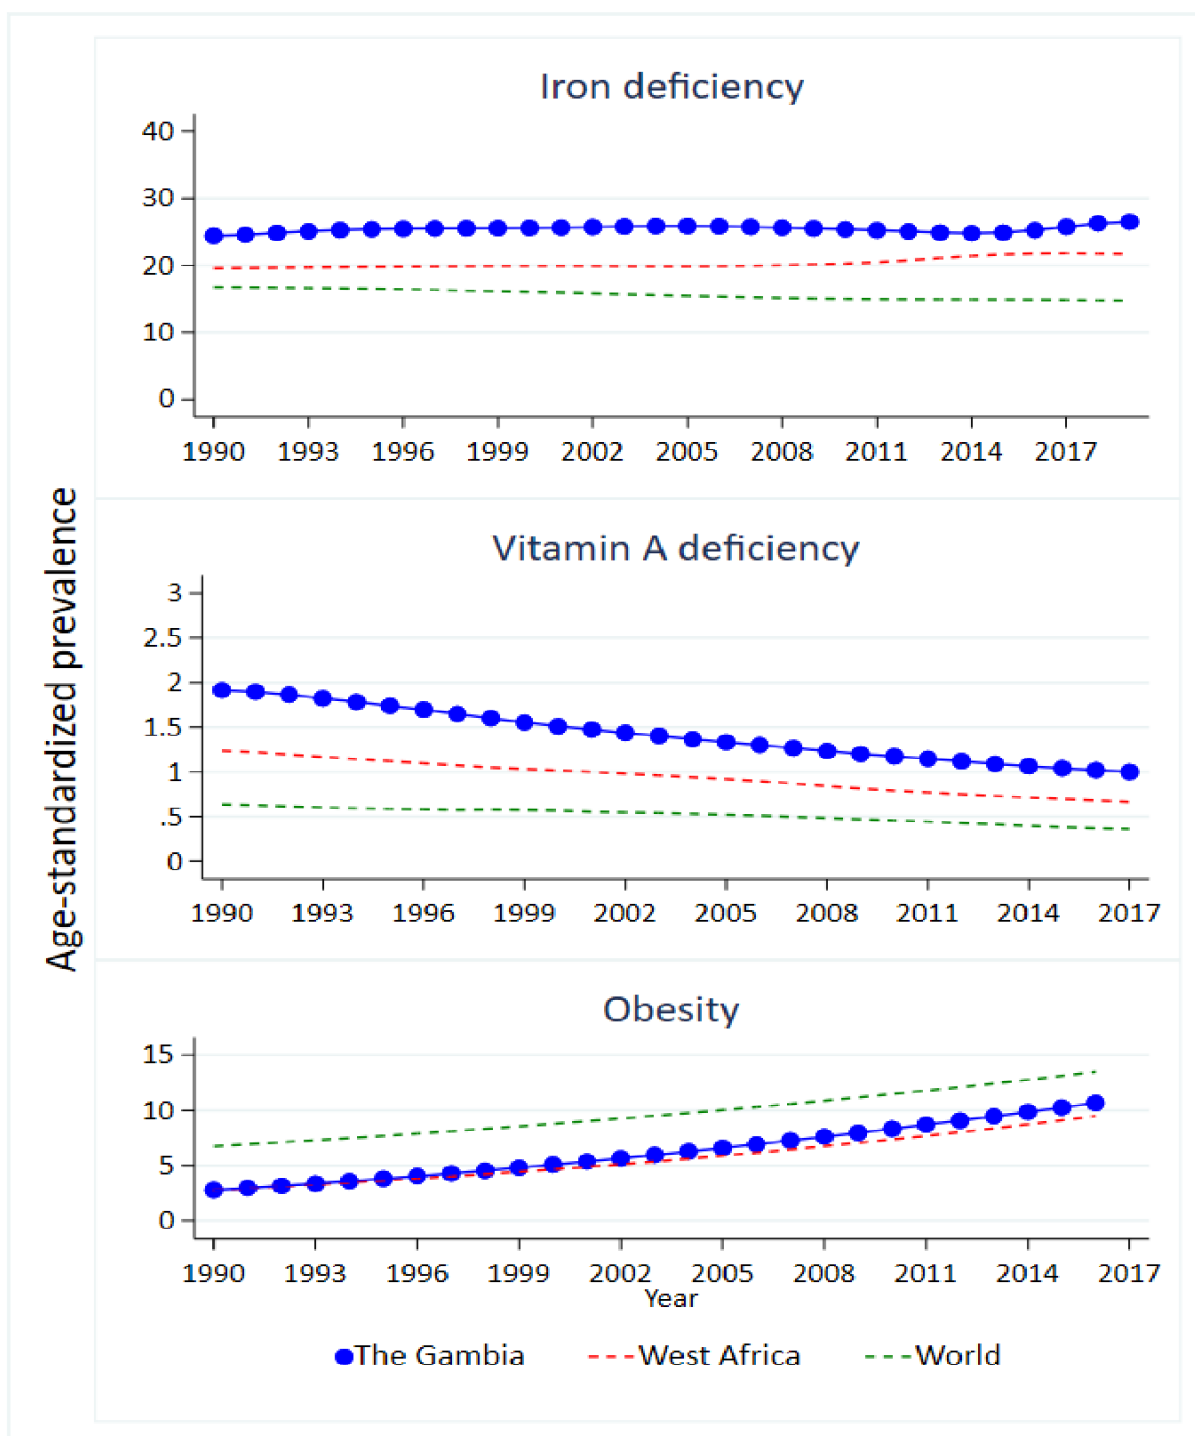 Iron deficiency
40
30
20
10
0
1990 1993 1996 1999 2002 2005 2008 2011 2014 2017
Age-standardized prevalence
Vitamin A deficiency
3
2.5
2
1.5
1
.5
0
1990 1993 1996 1999 2002 2005 2008 2011 2014 2017
Obesity
15
10
5
0
1990 1993 1996 1999 2002 2005 2008 2011 2014 2017
Year
The Gambia West Africa World